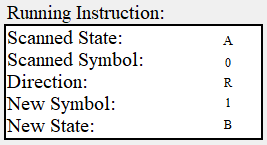 Running Instruction:
Scanned State: A
Scanned Symbol: 0
Direction: R
New Symbol: 1
New State: B